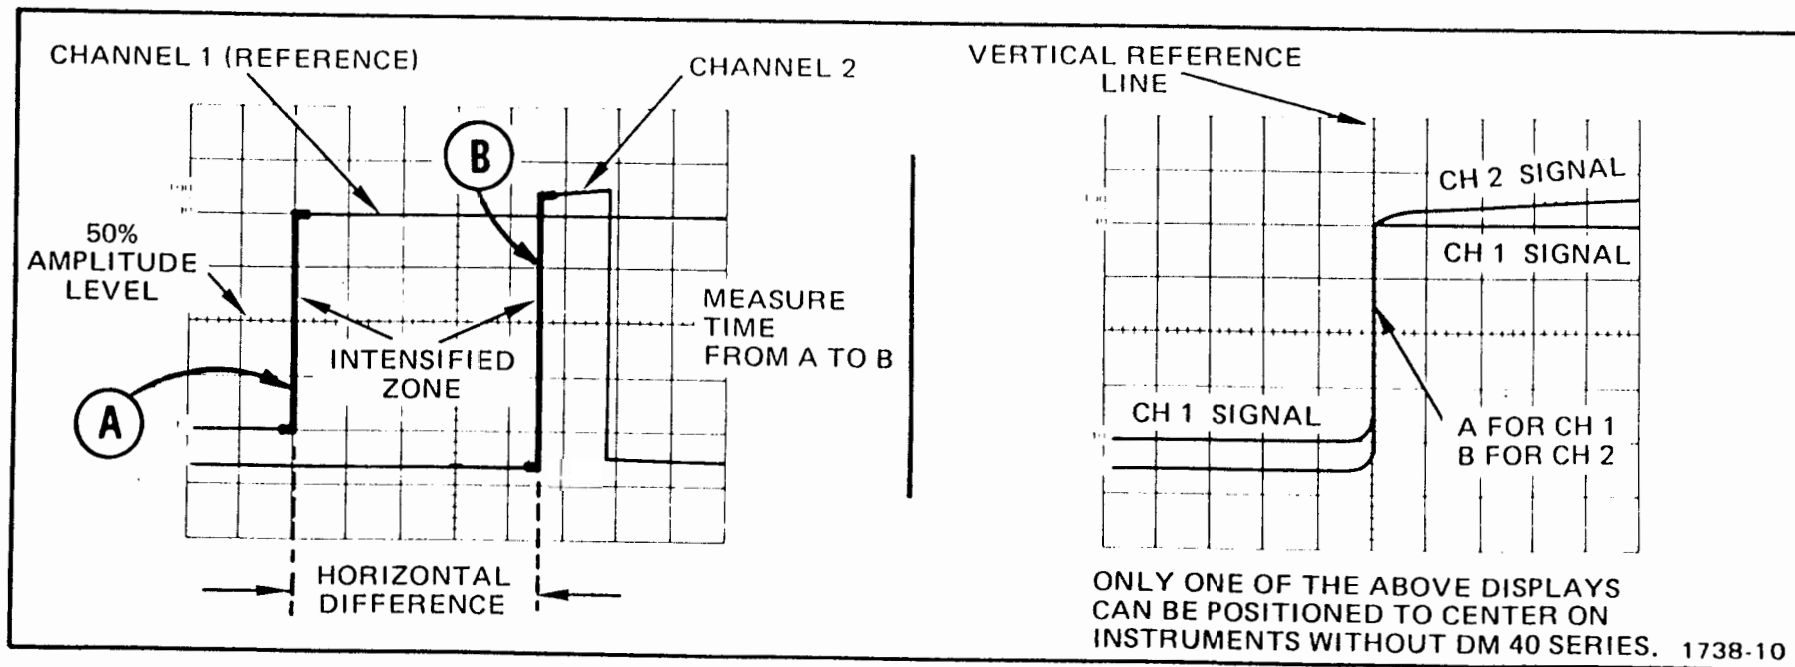 CHANNEL 1 (REFERENCE)
CHANNEL 2
B
50%
AMPLITUDE
LEVEL
INTENSIFIED
ZONE
MEASURE
TIME
FROM A TO B
A
HORIZONTAL
DIFFERENCE
VERTICAL REFERENCE
LINE
CH 2 SIGNAL
CH 1 SIGNAL
CH 1 SIGNAL
A FOR CH 1
B FOR CH 2
ONLY ONE OF THE ABOVE DISPLAYS
CAN BE POSITIONED TO CENTER ON
INSTRUMENTS WITHOUT DM 40 SERIES.
1738-10